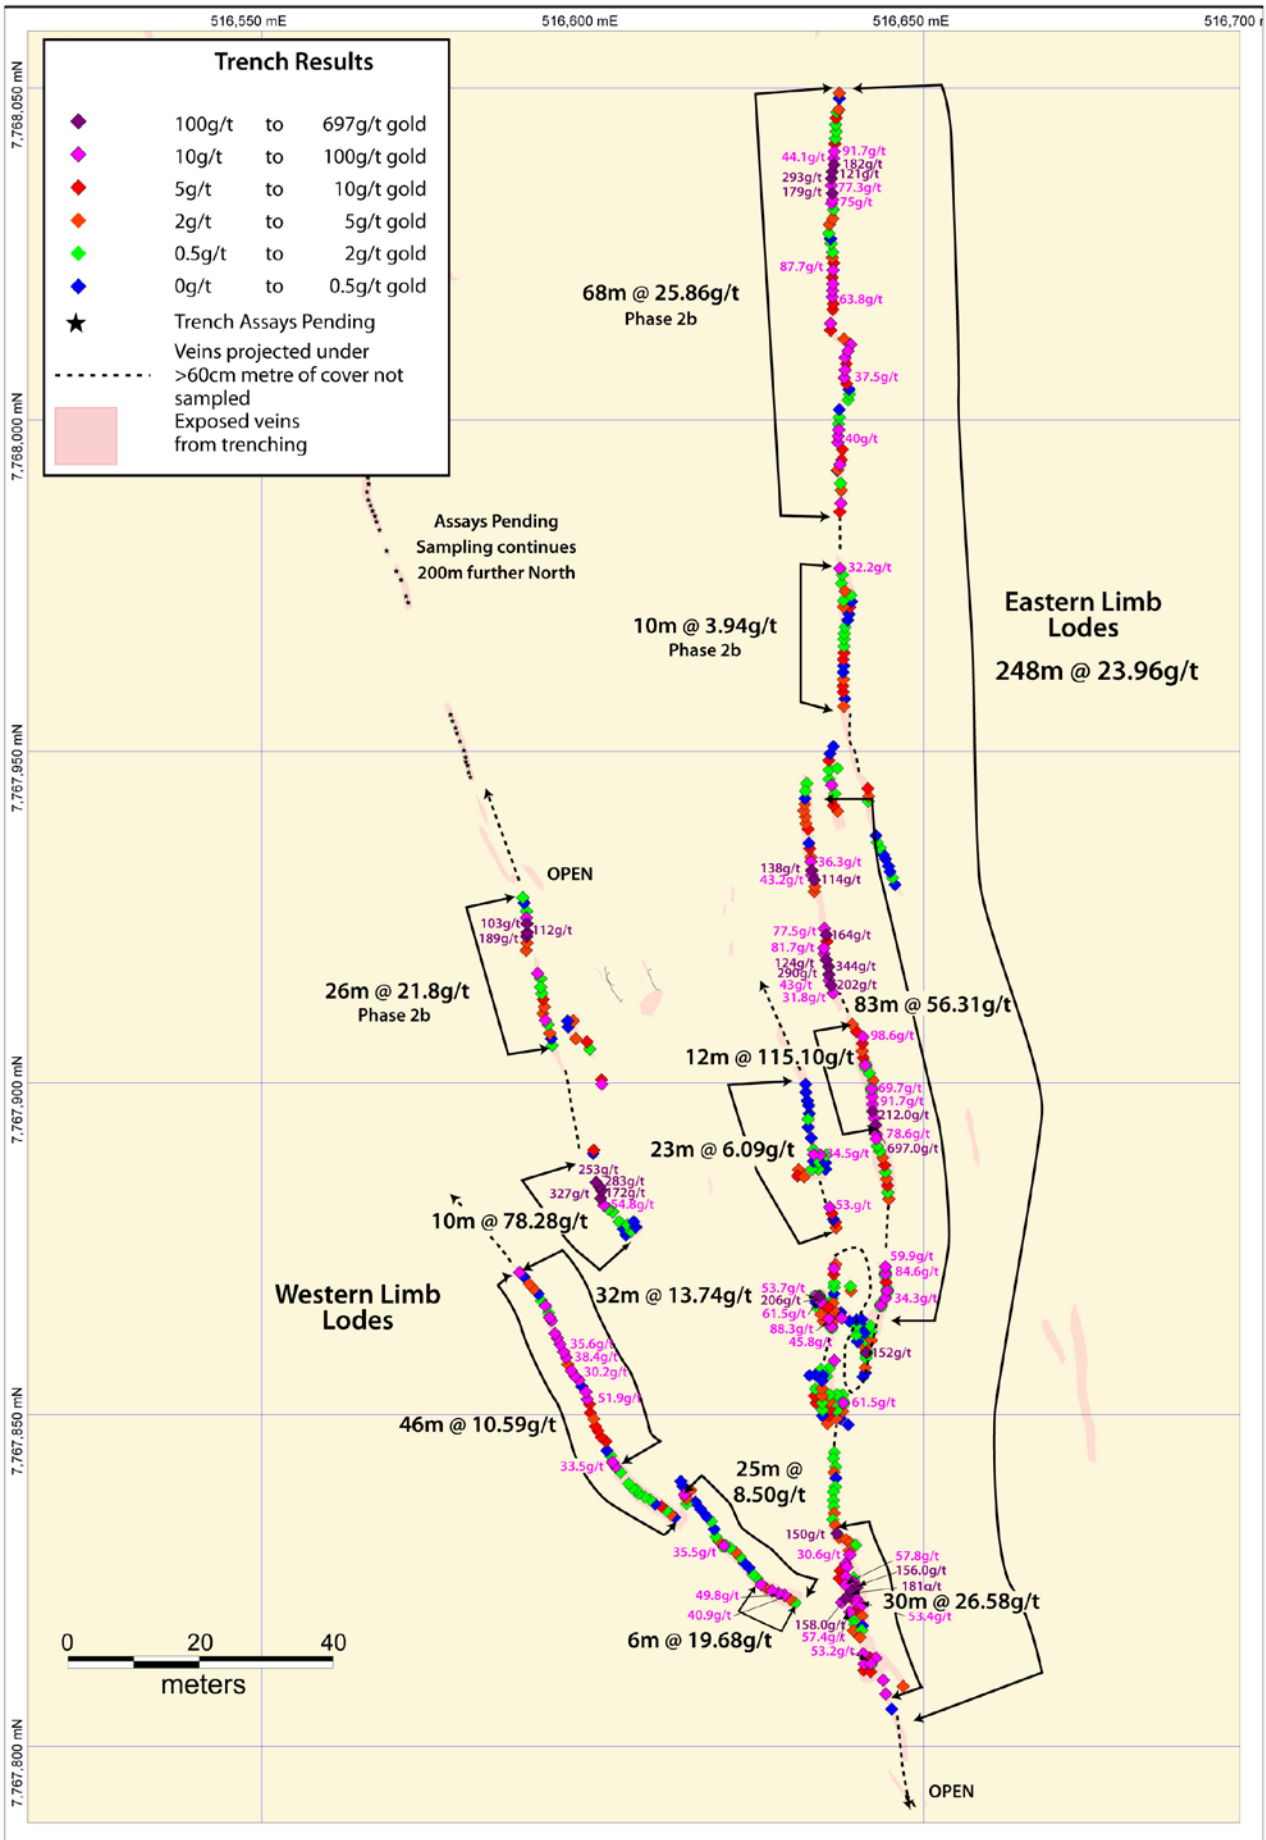 516,550 mE 516,600 mE 516,650 mE 516,700 m
7,768,050 mN
7,768,000 mN
7,767,950 mN
7,767,900 mN
7,767,850 mN
7,767,800 mN
Trench Results
100g/t to 697g/t gold
10g/t to 100g/t gold
5g/t to 10g/t gold
2g/t to 5g/t gold
0.5g/t to 2g/t gold
0g/t to 0.5g/t gold
Trench Assays Pending
Veins projected under
>60cm metre of cover not
sampled
Exposed veins
from trenching
91.7g/t
44.1g/t
182g/t
121g/t
293g/t
77.3g/t
179g/t
75g/t
87.7g/t
68m @ 25.86g/t
Phase 2b
63.8g/t
37.5g/t
40g/t
Assays Pending
Sampling continues
200m further North
32.2g/t
10m @ 3.94g/t
Phase 2b
Eastern Limb
Lodes
248m @ 23.96g/t
36.3g/t
138g/t
43.2g/t
114g/t
OPEN
103g/t
112g/t
189g/t
77.5g/t
164g/t
81.7g/t
124g/t
344g/t
290g/t
43g/t
202g/t
31.8g/t
26m @ 21.8g/t
Phase 2b
83m @ 56.31g/t
98.6g/t
12m @ 115.10g/t
69.7g/t
91.7g/t
212.0g/t
78.6g/t
697.0g/t
23m @ 6.09g/t
34.5g/t
253g/t
283g/t
327g/t
172g/t
54.8g/t
53.g/t
10m @ 78.28g/t
59.9g/t
84.6g/t
34.3g/t
Western Limb
Lodes
32m @ 13.74g/t
53.7g/t
206g/t
61.5g/t
88.3g/t
45.8g/t
152g/t
35.6g/t
38.4g/t
30.2g/t
51.9g/t
61.5g/t
46m @ 10.59g/t
33.5g/t
25m @
8.50g/t
150g/t
35.5g/t
30.6g/t
57.8g/t
156.0g/t
181g/t
30m @ 26.58g/t
53.4g/t
49.8g/t
40.9g/t
158.0g/t
57.4g/t
53.2g/t
6m @ 19.68g/t
0 20 40
meters
OPEN